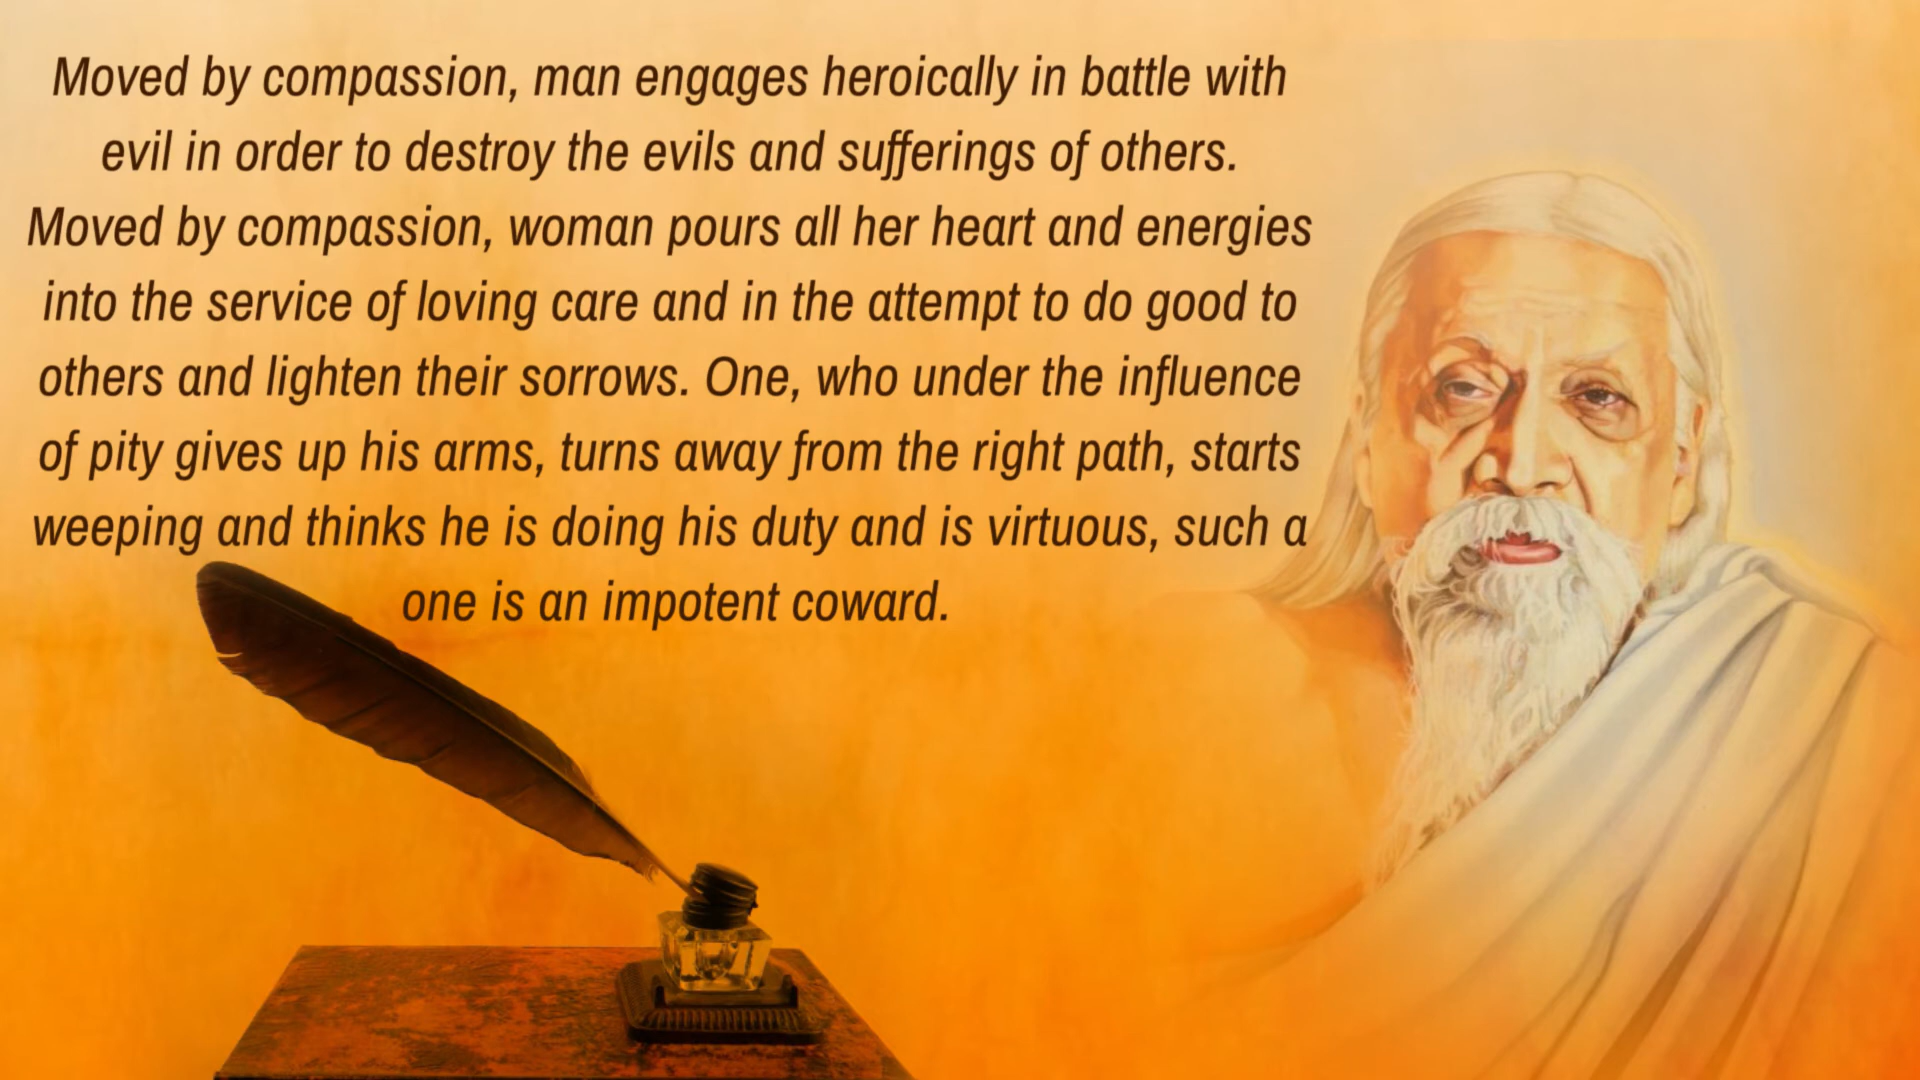 Moved by compassion, man engages heroically in battle with
evil in order to destroy the evils and sufferings of others.
Moved by compassion, woman pours all her heart and energies
into the service of loving care and in the attempt to do good to
others and lighten their sorrows. One, who under the influence
of pity gives up his arms, turns away from the right path, starts
weeping and thinks he is doing his duty and is virtuous, such a
one is an impotent coward.